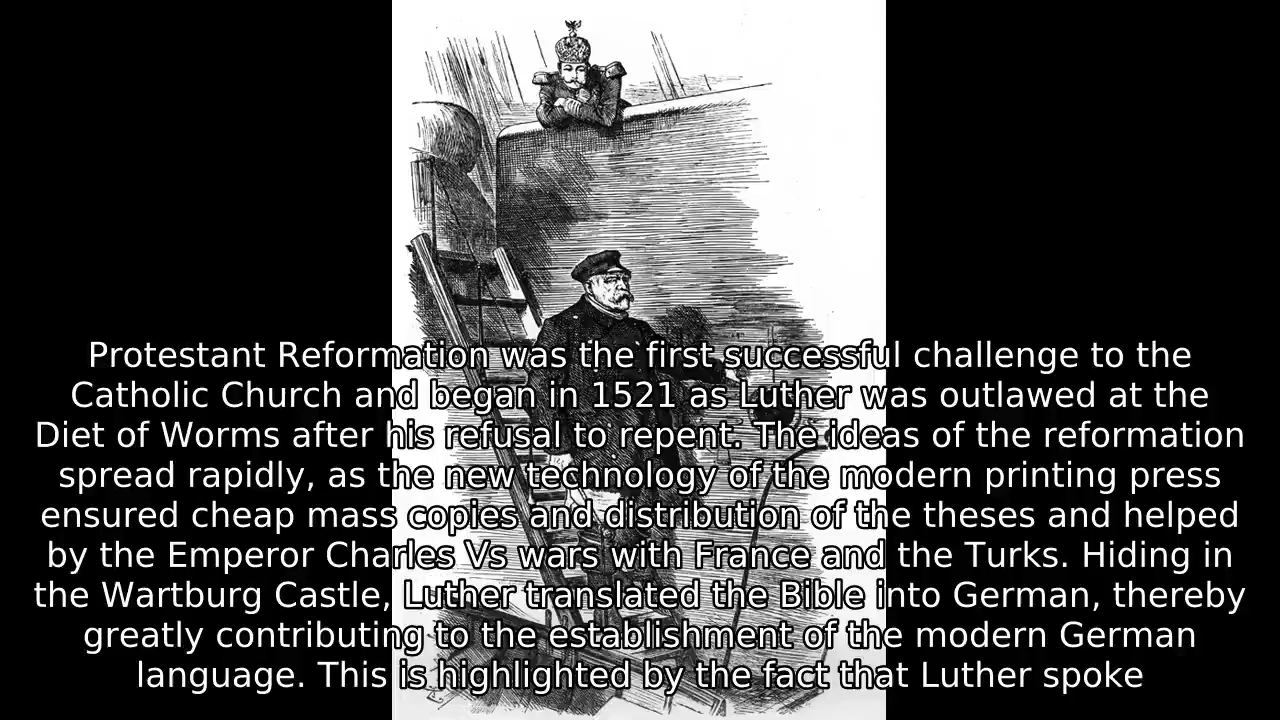 Protestant Reformation was the first successful challenge to the
Catholic Church and began in 1521 as Luther was outlawed at the
Diet of Worms after his refusal to repent. The ideas of the reformation
spread rapidly, as the new technology of the modern printing press
ensured cheap mass copies and distribution of the theses and helped
by the Emperor Charles Vs wars with France and the Turks. Hiding in
the Wartburg Castle, Luther translated the Bible into German, thereby
greatly contributing to the establishment of the modern German
language. This is highlighted by the fact that Luther spoke